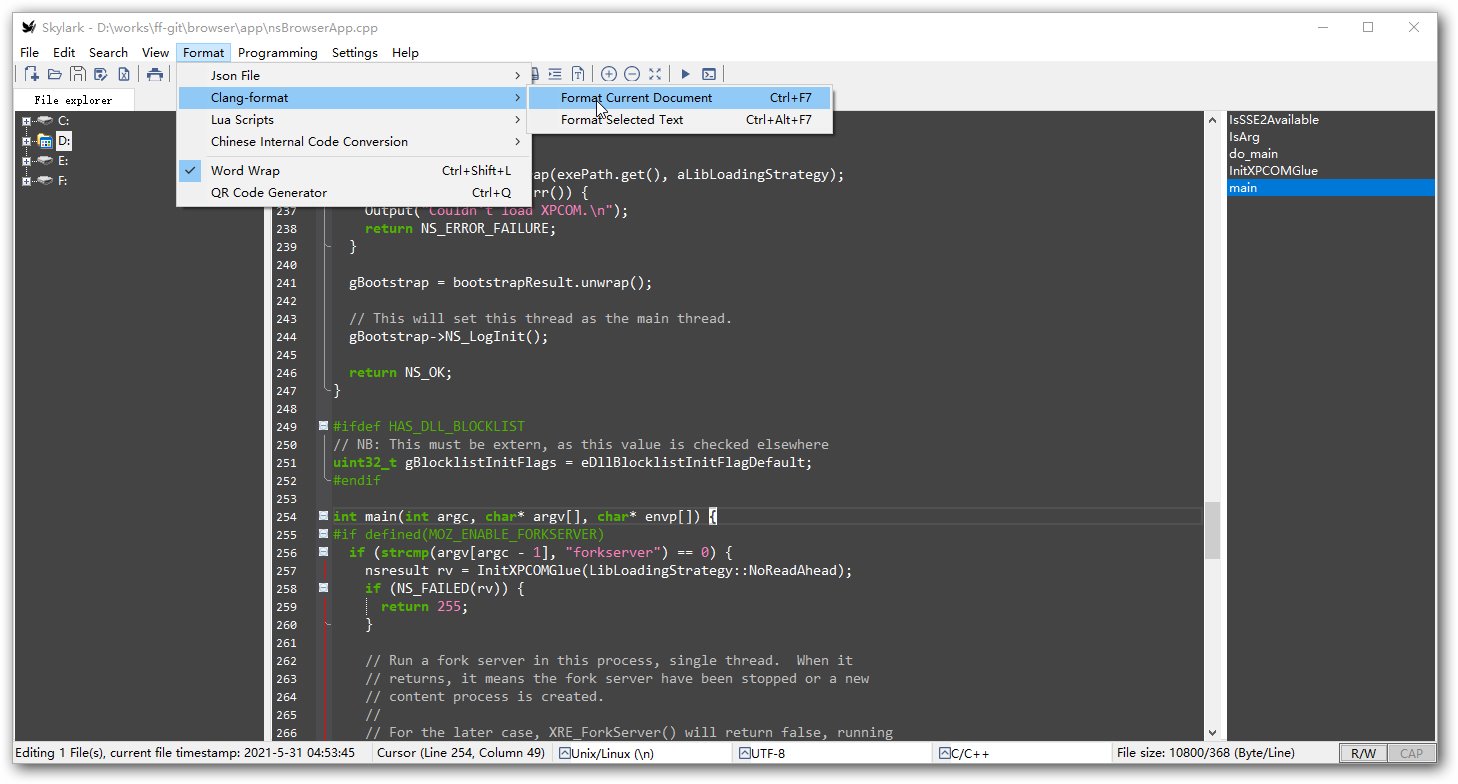 Skylark - D:\works\ff-git\browser\app\nsBrowserApp.cpp
File Edit Search View Format Programming Settings Help
Json File
Clang-format
Lua Scripts
Chinese Internal Code Conversion
Word Wrap Ctrl+Shift+L
QR Code Generator Ctrl+Q
Format Current Document Ctrl+F7
Format Selected Text Ctrl+Alt+F7
File explorer
C:
D:
E:
F:
ap(exePath.get(), aLibLoadingStrategy);
rr()) {
237 Output("Couldn't load XPCOM.\n");
238 return NS_ERROR_FAILURE;
239 }
240
241 gBootstrap = bootstrapResult.unwrap();
242
243 // This will set this thread as the main thread.
244 gBootstrap->NS_LogInit();
245
246 return NS_OK;
247 }
248
249 #ifdef HAS_DLL_BLOCKLIST
250 // NB: This must be extern, as this value is checked elsewhere
251 uint32_t gBlocklistInitFlags = eDllBlocklistInitFlagDefault;
252 #endif
253
254 int main(int argc, char* argv[], char* envp[]) {
255 #if defined(MOZ_ENABLE_FORKSERVER)
256 if (strcmp(argv[argc - 1], "forkserver") == 0) {
257 nsresult rv = InitXPCOMGlue(LibLoadingStrategy::NoReadAhead);
258 if (NS_FAILED(rv)) {
259 return 255;
260 }
261
262 // Run a fork server in this process, single thread.  When it
263 // returns, it means the fork server have been stopped or a new
264 // content process is created.
265 //
266 // For the later case, XRE_ForkServer() will return false, running
IsSSE2Available
IsArg
do_main
InitXPCOMGlue
main
Editing 1 File(s), current file timestamp: 2021-5-31 04:53:45 Cursor (Line 254, Column 49) Unix/Linux (\n) UTF-8 C/C++ File size: 10800/368 (Byte/Line) R/W CAP